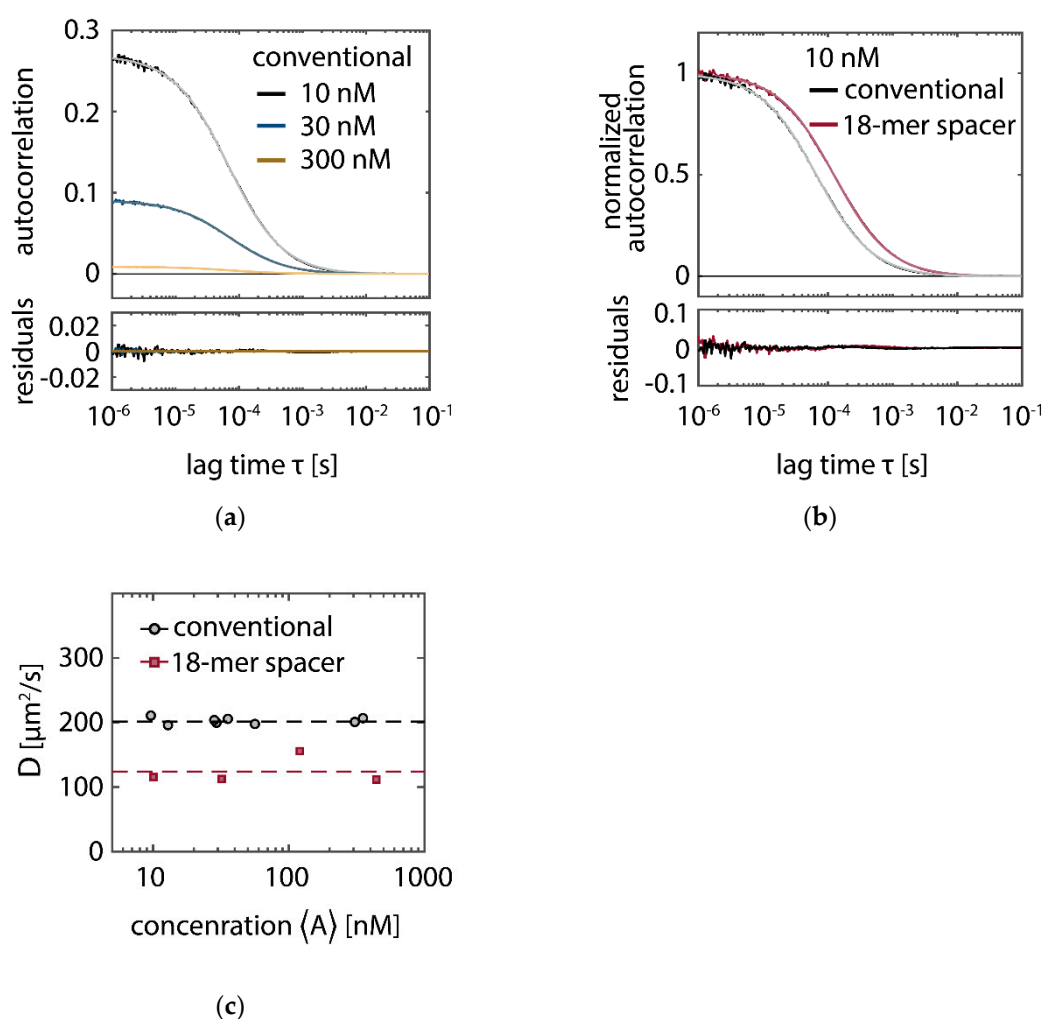 0.3
0.2
0.1
0
autocorrelation
conventional
10 nM
30 nM
300 nM
0.02
0
-0.02
residuals
10⁻⁶ 10⁻⁵ 10⁻⁴ 10⁻³ 10⁻² 10⁻¹
lag time τ [s]
(a)
1
0.5
0
normalized
autocorrelation
10 nM
conventional
18-mer spacer
0.1
0
-0.1
residuals
10⁻⁶ 10⁻⁵ 10⁻⁴ 10⁻³ 10⁻² 10⁻¹
lag time τ [s]
(b)
300
200
100
0
D [µm²/s]
conventional
18-mer spacer
10 100 1000
concenration ⟨A⟩ [nM]
(c)